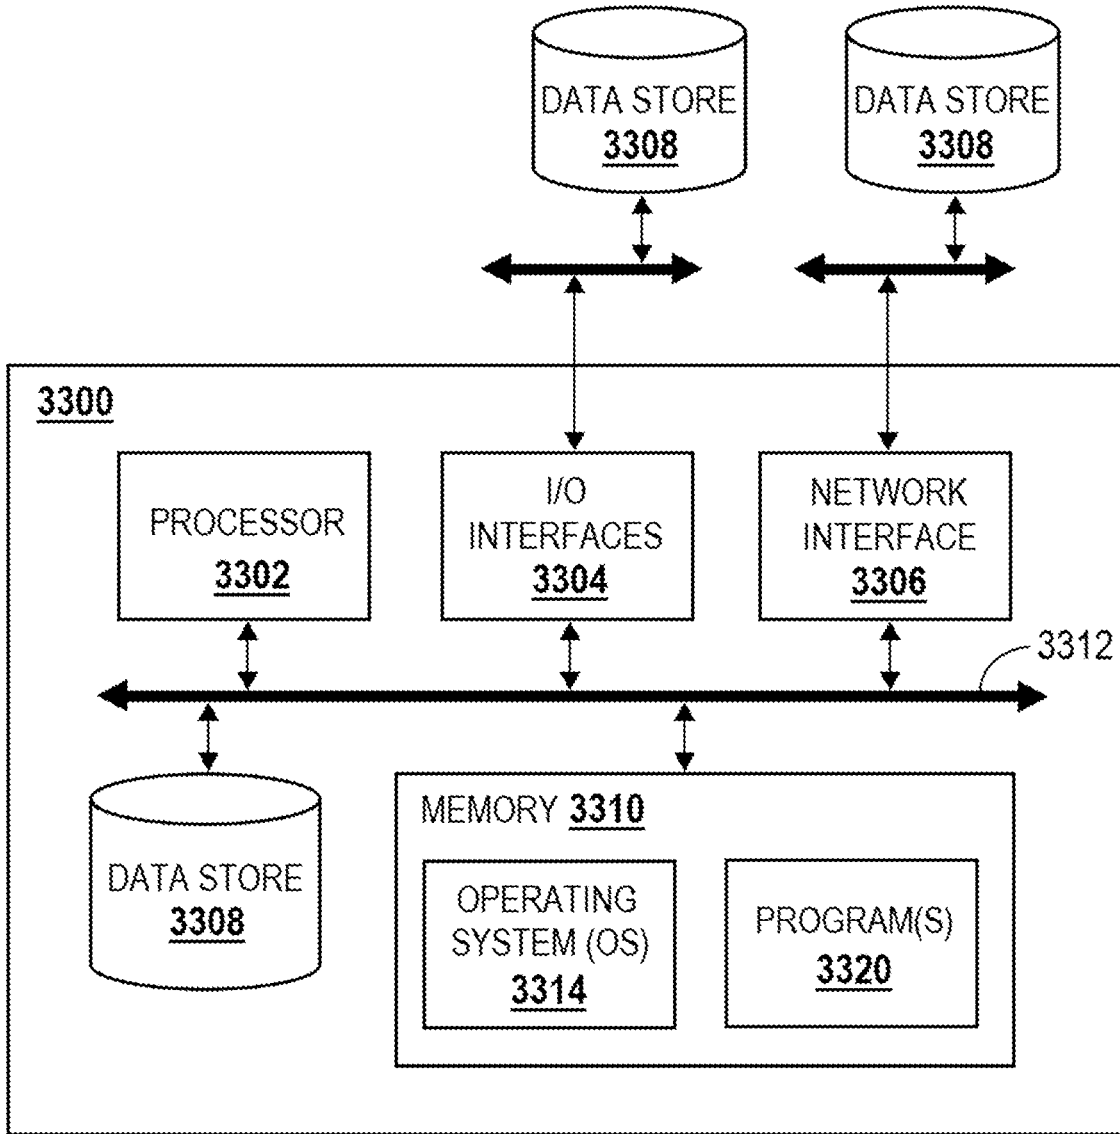 DATA STORE
3308
DATA STORE
3308
3300
PROCESSOR
3302
I/O
INTERFACES
3304
NETWORK
INTERFACE
3306
3312
DATA STORE
3308
MEMORY 3310
OPERATING
SYSTEM (OS)
3314
PROGRAM(S)
3320